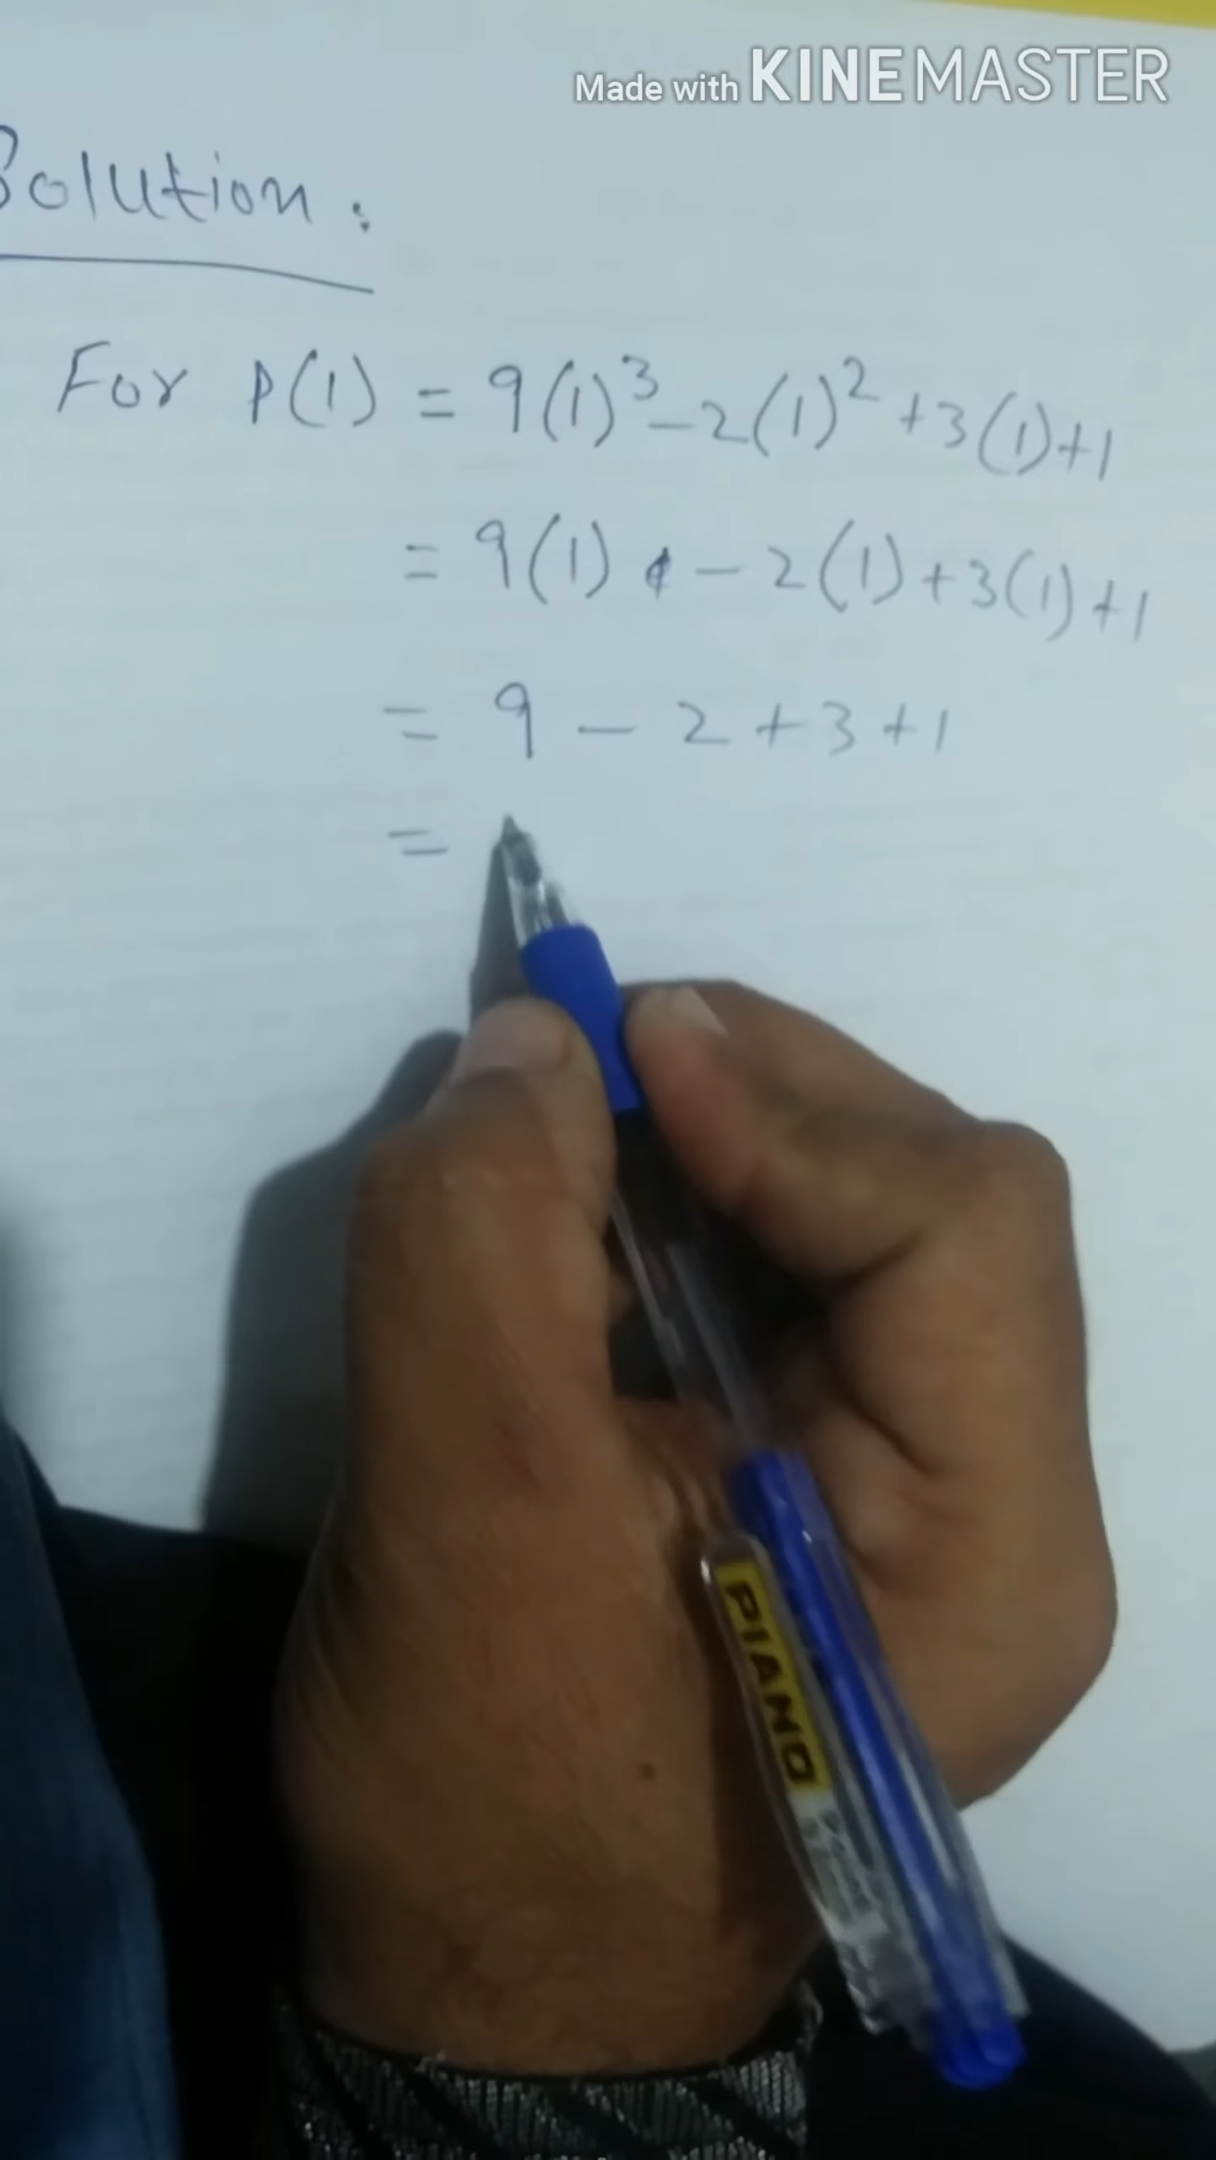 Made with KINEMASTER
Solution :
For P(1) = 9(1)³ - 2(1)² + 3(1) + 1
= 9(1) - 2(1) + 3(1) + 1
= 9 - 2 + 3 + 1
=
PIANO